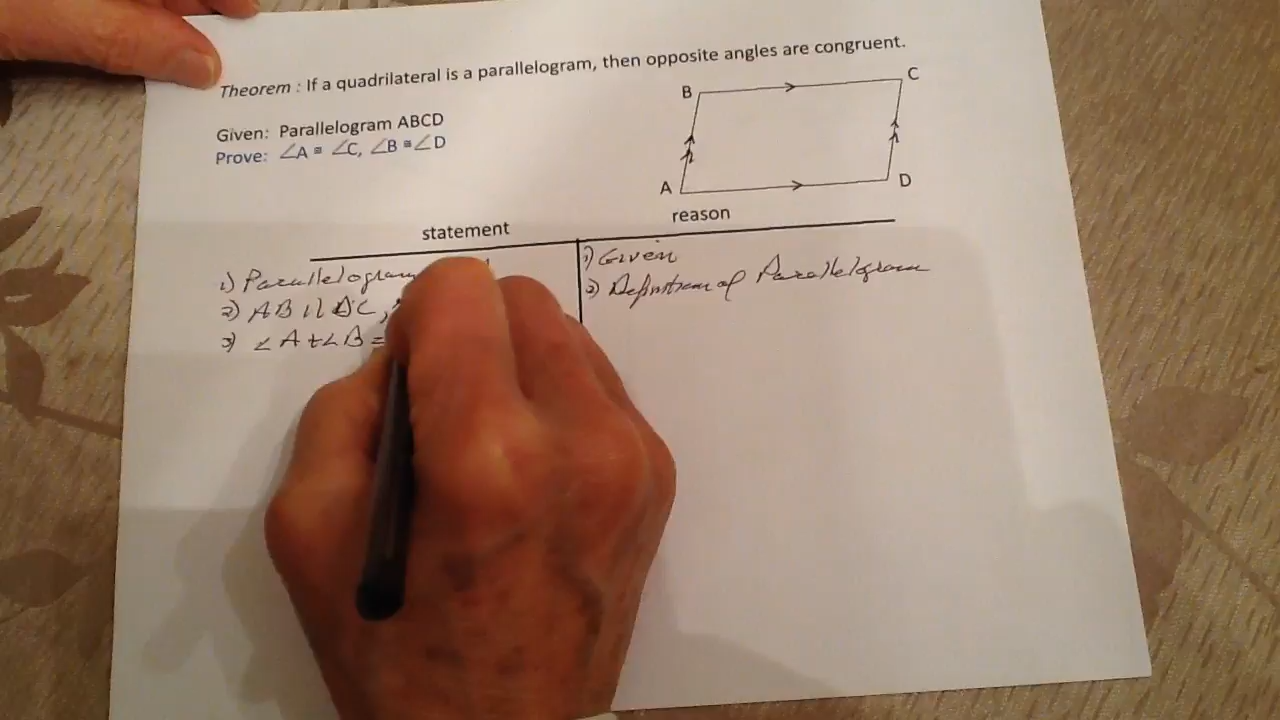 Theorem : If a quadrilateral is a parallelogram, then opposite angles are congruent.
Given: Parallelogram ABCD
Prove: ∠A ≅ ∠C, ∠B ≅ ∠D
B
C
A
D
statement
reason
1) Parallelogram
1) Given
2) AB || DC,
2) Definition of Parallelogram
3) ∠A + ∠B =